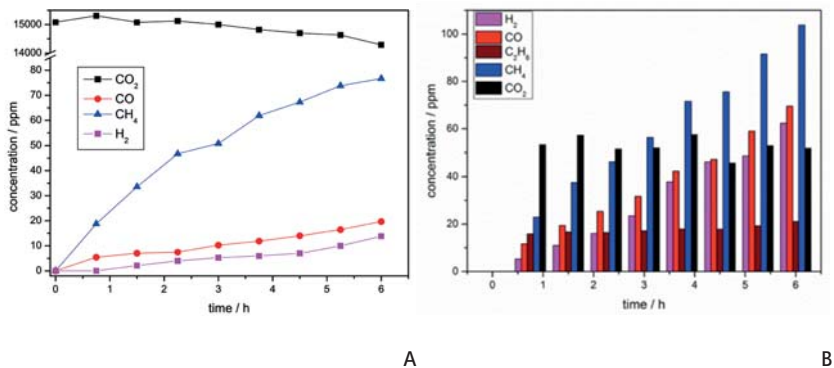 15000
14000
80
70
60
50
40
30
20
10
0
concentration / ppm
CO₂
CO
CH₄
H₂
0 1 2 3 4 5 6
time / h
A
100
80
60
40
20
0
concentration / ppm
H₂
CO
C₂H₆
CH₄
CO₂
0 1 2 3 4 5 6
time / h
B